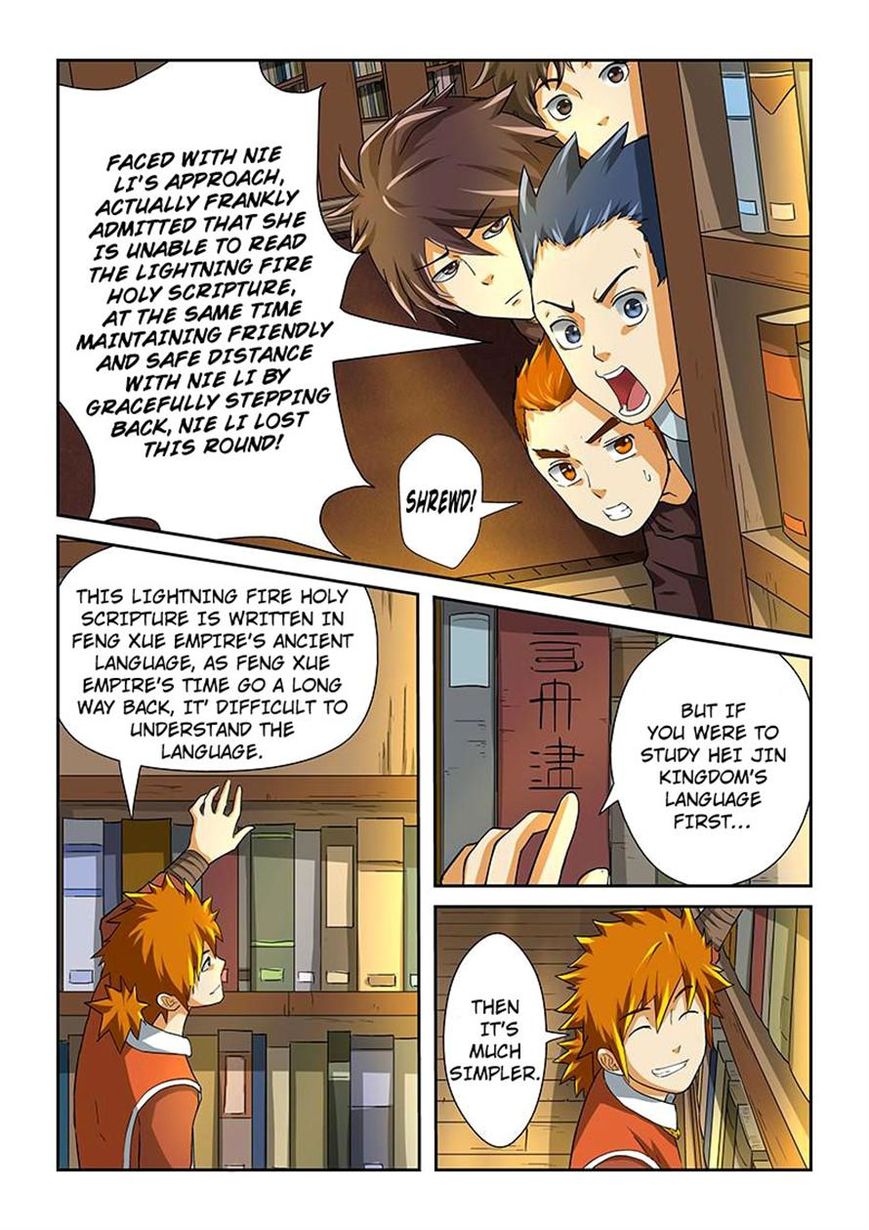 FACED WITH NIE
LI'S APPROACH,
ACTUALLY FRANKLY
ADMITTED THAT SHE
IS UNABLE TO READ
THE LIGHTNING FIRE
HOLY SCRIPTURE,
AT THE SAME TIME
MAINTAINING FRIENDLY
AND SAFE DISTANCE
WITH NIE LI BY
GRACEFULLY STEPPING
BACK, NIE LI LOST
THIS ROUND!
SHREWD!
THIS LIGHTNING FIRE HOLY
SCRIPTURE IS WRITTEN IN
FENG XUE EMPIRE'S ANCIENT
LANGUAGE, AS FENG XUE
EMPIRE'S TIME GO A LONG
WAY BACK, IT' DIFFICULT TO
UNDERSTAND THE
LANGUAGE.
BUT IF
YOU WERE TO
STUDY HEI JIN
KINGDOM'S
LANGUAGE
FIRST...
THEN
IT'S
MUCH
SIMPLER.